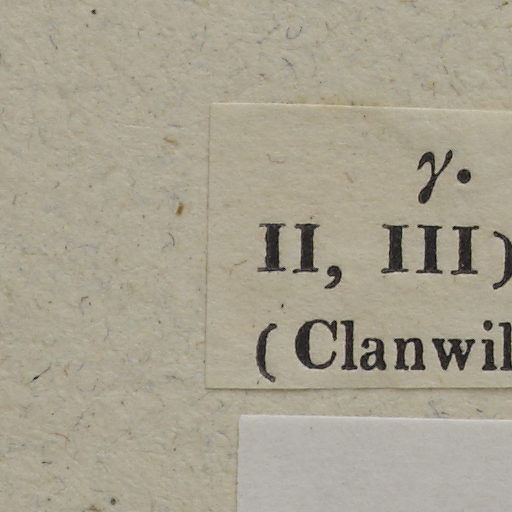 γ.
II, III)
(Clanwil